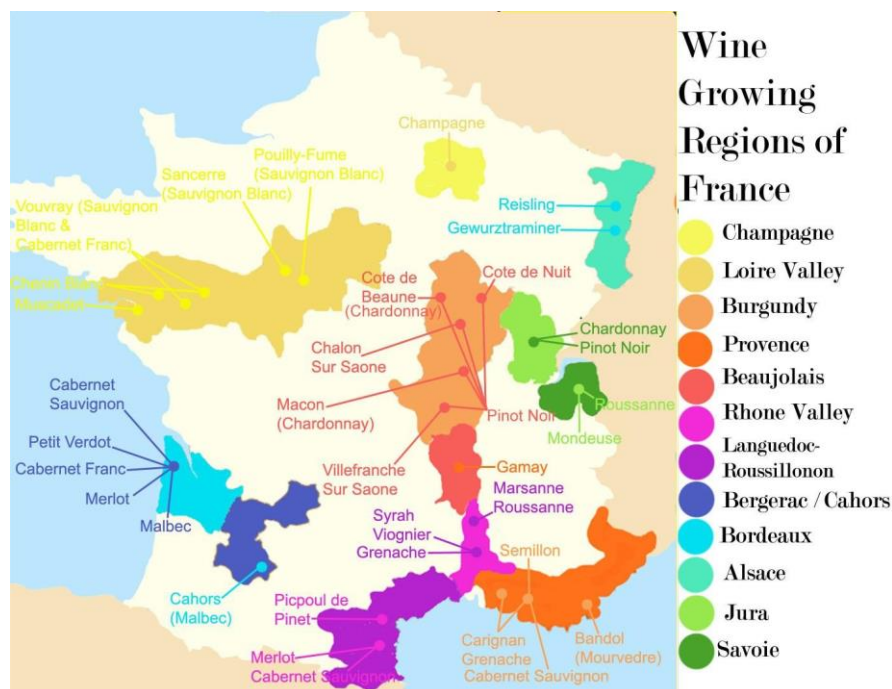 Wine
Growing
Regions of
France
Champagne
Loire Valley
Burgundy
Provence
Beaujolais
Rhone Valley
Languedoc-
Roussillonon
Bergerac / Cahors
Bordeaux
Alsace
Jura
Savoie
Champagne
Pouilly-Fume
(Sauvignon Blanc)
Sancerre
(Sauvignon Blanc)
Vouvray (Sauvignon
Blanc &
Cabernet Franc)
Chenin Blanc
Muscadet
Reisling
Gewurztraminer
Cote de
Beaune
(Chardonnay)
Cote de Nuit
Chalon
Sur Saone
Macon
(Chardonnay)
Pinot Noir
Villefranche
Sur Saone
Chardonnay
Pinot Noir
Roussanne
Mondeuse
Cabernet
Sauvignon
Petit Verdot
Cabernet Franc
Merlot
Malbec
Gamay
Marsanne
Roussanne
Syrah
Viognier
Grenache
Semillon
Cahors
(Malbec)
Picpoul de
Pinet
Merlot
Cabernet Sauvignon
Carignan
Grenache
Cabernet Sauvignon
Bandol
(Mourvedre)